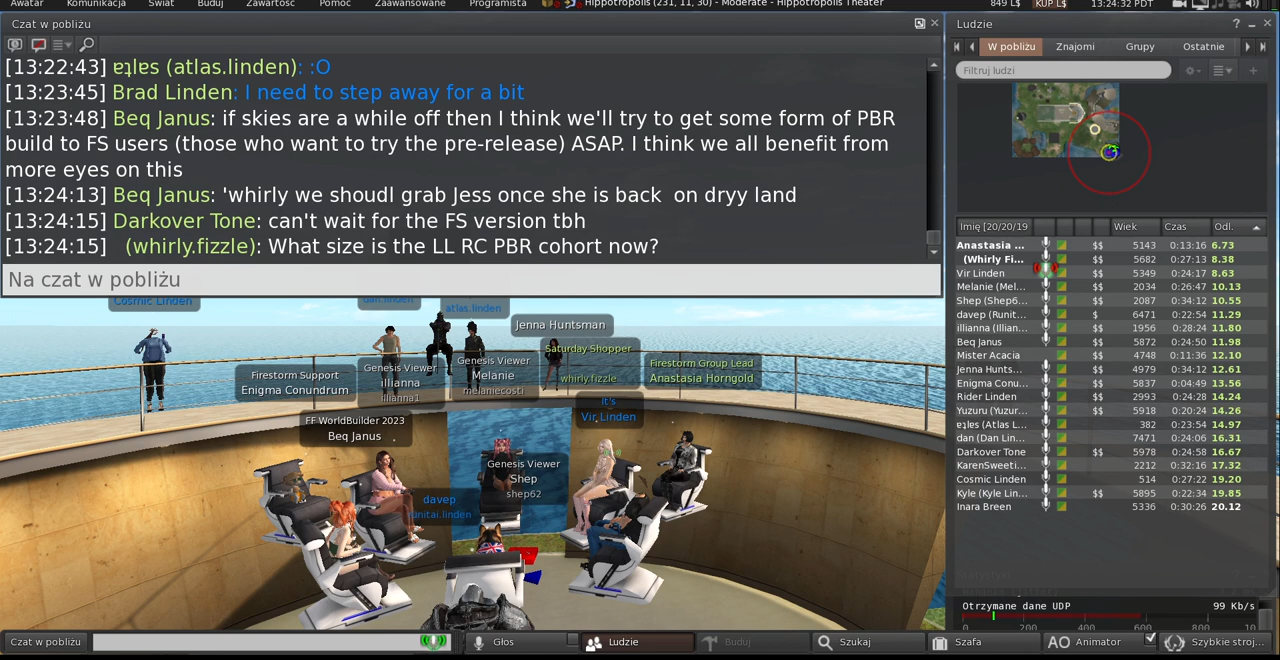 Awatar Komunikacja Świat Buduj Zawartość Pomoc Zaawansowane Programista Hippotropolis (231, 11, 30) - Moderate - Hippotropolis Theater 849 L$ KUP L$ 13:24:32 PDT
Czat w pobliżu
[13:22:43] ɐʇlɐs (atlas.linden): :O
[13:23:45] Brad Linden: I need to step away for a bit
[13:23:48] Beq Janus: if skies are a while off then I think we'll try to get some form of PBR
build to FS users (those who want to try the pre-release) ASAP. I think we all benefit from
more eyes on this
[13:24:13] Beq Janus: 'whirly we shoudl grab Jess once she is back on dryy land
[13:24:15] Darkover Tone: can't wait for the FS version tbh
[13:24:15] (whirly.fizzle): What size is the LL RC PBR cohort now?
Na czat w pobliżu
Cosmic Linden
dan.linden
atlas.linden
Jenna Huntsman
Saturday Shopper
whirly.fizzle
Firestorm Group Lead
Anastasia Horngold
Firestorm Support
Enigma Conundrum
Genesis Viewer
illianna
illianna1
Genesis Viewer
Melanie
melaniecosti
It's
Vir Linden
FF WorldBuilder 2023
Beq Janus
Genesis Viewer
Shep
shep62
davep
runitai.linden
Ludzie
W pobliżu Znajomi Grupy Ostatnie
Filtruj ludzi
Imię [20/20/19 Wiek Czas Odl.
Anastasia ... $$ 5143 0:13:16 6.73
(Whirly Fi... $$ 5682 0:27:13 8.38
Vir Linden 5349 0:24:17 8.63
Melanie (Mel... $$ 2034 0:26:47 10.13
Shep (Shep6... $$ 2087 0:34:12 10.55
davep (Runit... $ 6471 0:22:54 11.29
illianna (Illian... $$ 1956 0:28:24 11.80
Beq Janus $$ 5872 0:24:50 11.98
Mister Acacia $$ 4748 0:11:36 12.10
Jenna Hunts... $$ 4979 0:34:12 12.61
Enigma Conu... $$ 5837 0:04:49 13.56
Rider Linden $$ 2993 0:24:28 14.24
Yuzuru (Yuzur... $$ 5918 0:20:24 14.26
ɐʇlɐs (Atlas L... 382 0:23:54 14.97
dan (Dan Lin... 7471 0:24:06 16.31
Darkover Tone $$ 5978 0:24:58 16.67
KarenSweeti... 2212 0:32:16 17.32
Cosmic Linden 514 0:27:22 19.20
Kyle (Kyle Lin... $$ 5895 0:22:34 19.85
Inara Breen 5336 0:30:26 20.12
Otrzymane dane UDP 99 Kb/s
0 200 400 600 800 10
Czat w pobliżu Głos Ludzie Buduj Szukaj Szafa AO Animator Szybkie stroj...